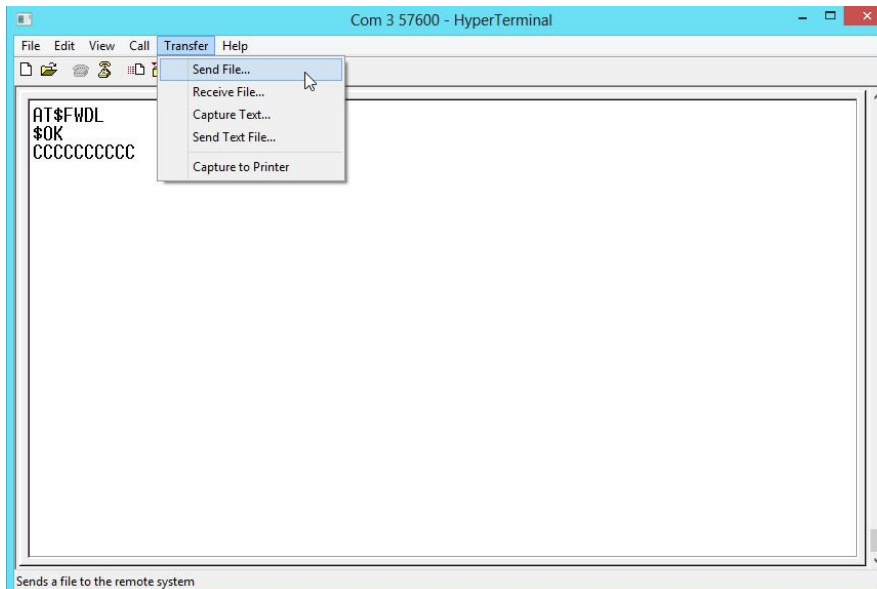 Com 3 57600 - HyperTerminal
File Edit View Call Transfer Help
Send File...
Receive File...
Capture Text...
Send Text File...
Capture to Printer
AT$FWDL
$OK
CCCCCCCCCC
Sends a file to the remote system